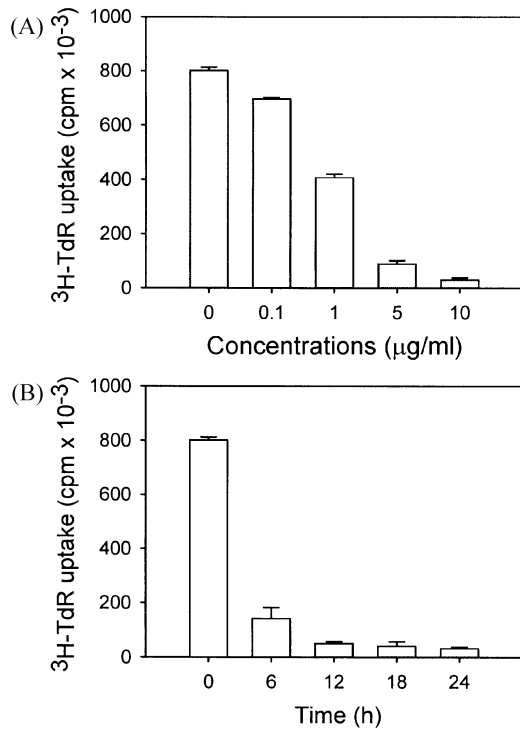 (A)
³H-TdR uptake (cpm x 10⁻³)
1000
800
600
400
200
0
0 0.1 1 5 10
Concentrations (μg/ml)
(B)
³H-TdR uptake (cpm x 10⁻³)
1000
800
600
400
200
0
0 6 12 18 24
Time (h)